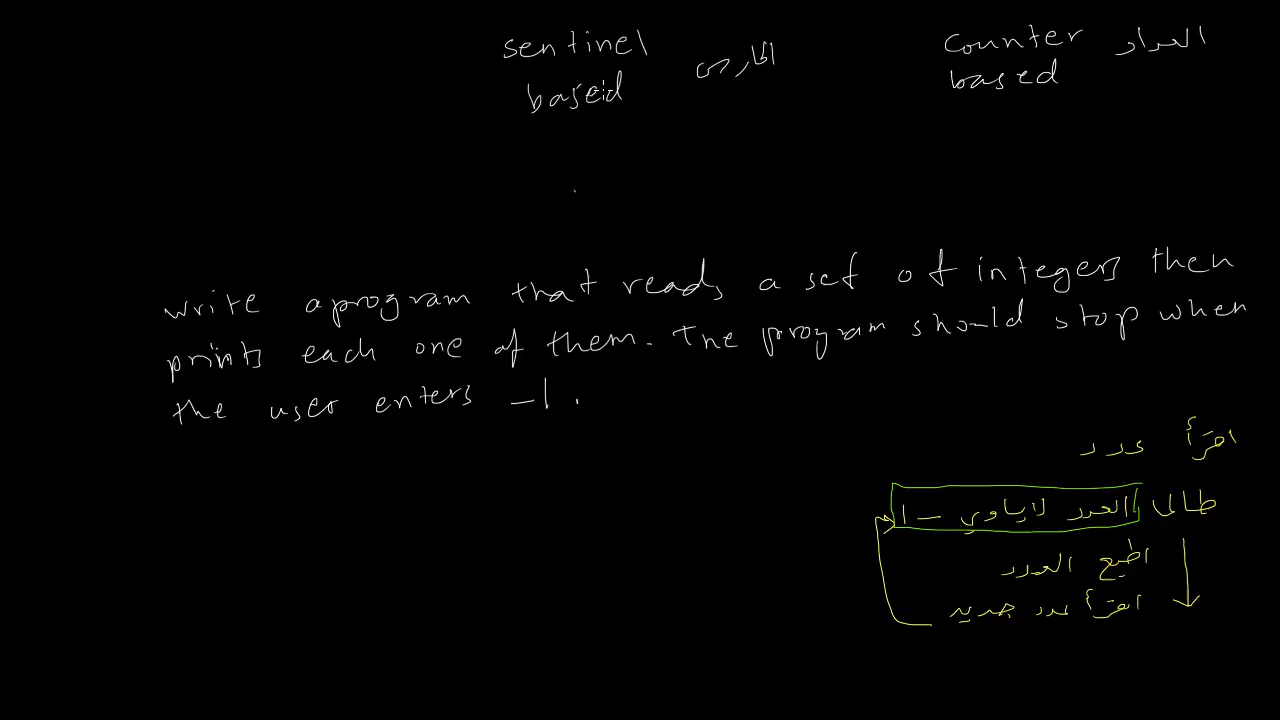 sentinel
based
الحارس
counter
based
العداد
write a program that reads a set of integers then
prints each one of them. The program should stop when
the user enters -1.
اقرأ عدد
طالما العدد لا يساوي -1
اطبع العدد
اقرأ عدد جديد